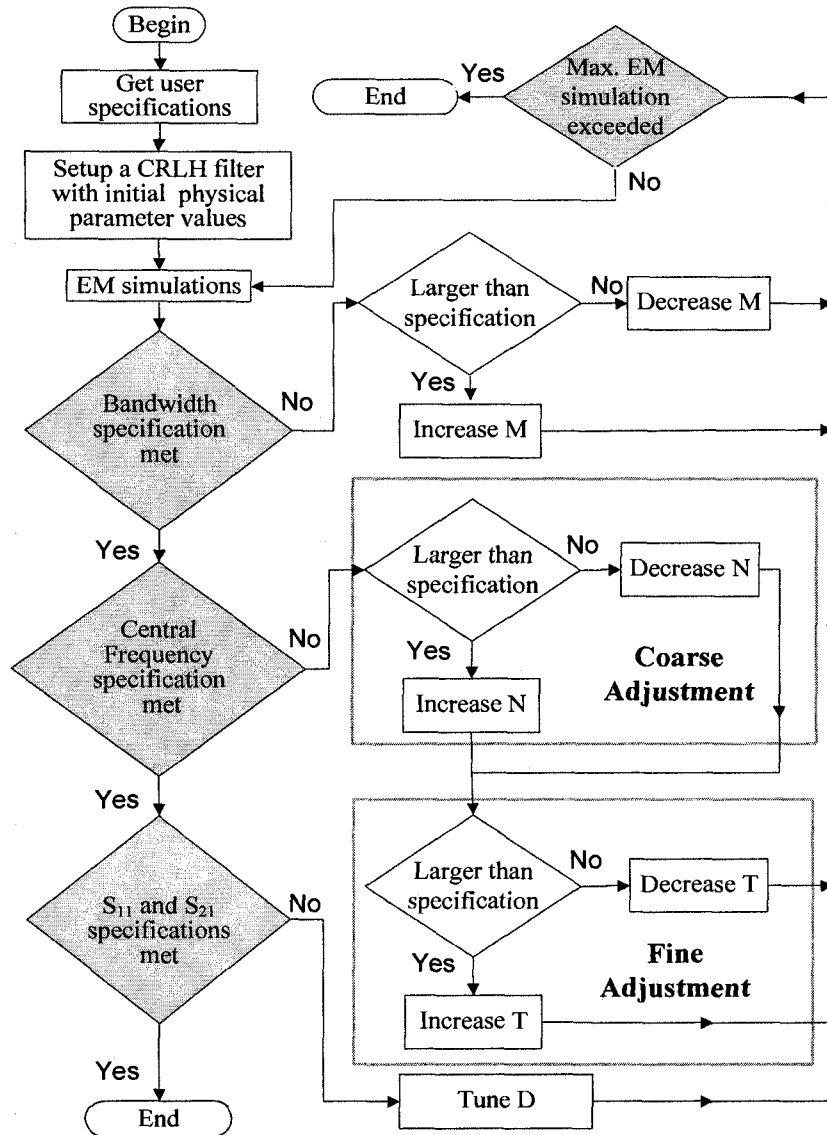 Begin
Get user
specifications
Setup a CRLH filter
with initial physical
parameter values
EM simulations
End
Yes
Max. EM
simulation
exceeded
No
Bandwidth
specification
met
No
Larger than
specification
No
Decrease M
Yes
Increase M
Yes
Central
Frequency
specification
met
No
Larger than
specification
No
Decrease N
Yes
Increase N
Coarse
Adjustment
Yes
S₁₁ and S₂₁
specifications
met
No
Larger than
specification
No
Decrease T
Yes
Increase T
Fine
Adjustment
Yes
End
Tune D